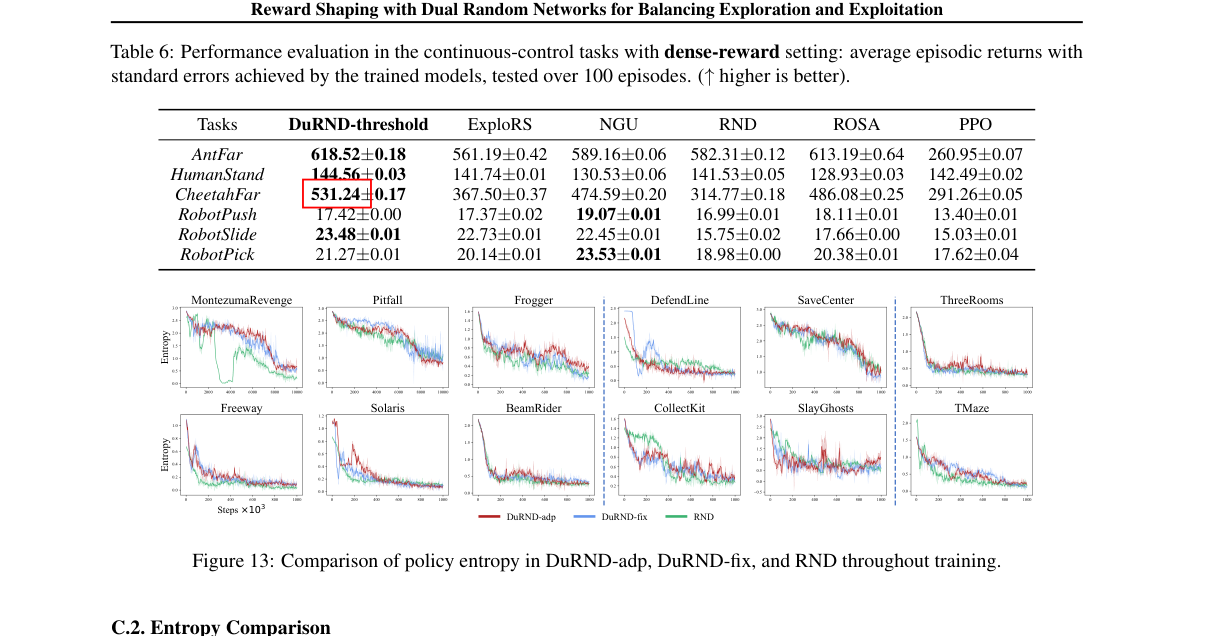 Reward Shaping with Dual Random Networks for Balancing Exploration and Exploitation
Table 6: Performance evaluation in the continuous-control tasks with dense-reward setting: average episodic returns with
standard errors achieved by the trained models, tested over 100 episodes. (↑ higher is better).
Tasks DuRND-threshold ExploRS NGU RND ROSA PPO
AntFar 618.52±0.18 561.19±0.42 589.16±0.06 582.31±0.12 613.19±0.64 260.95±0.07
HumanStand 144.56±0.03 141.74±0.01 130.53±0.06 141.53±0.05 128.93±0.03 142.49±0.02
CheetahFar 531.24±0.17 367.50±0.37 474.59±0.20 314.77±0.18 486.08±0.25 291.26±0.05
RobotPush 17.42±0.00 17.37±0.02 19.07±0.01 16.99±0.01 18.11±0.01 13.40±0.01
RobotSlide 23.48±0.01 22.73±0.01 22.45±0.01 15.75±0.02 17.66±0.00 15.03±0.01
RobotPick 21.27±0.01 20.14±0.01 23.53±0.01 18.98±0.00 20.38±0.01 17.62±0.04
MontezumaRevenge Pitfall Frogger DefendLine SaveCenter ThreeRooms
Entropy
Freeway Solaris BeamRider CollectKit SlayGhosts TMaze
Entropy
Steps ×10³
DuRND-adp DuRND-fix RND
Figure 13: Comparison of policy entropy in DuRND-adp, DuRND-fix, and RND throughout training.
C.2. Entropy Comparison